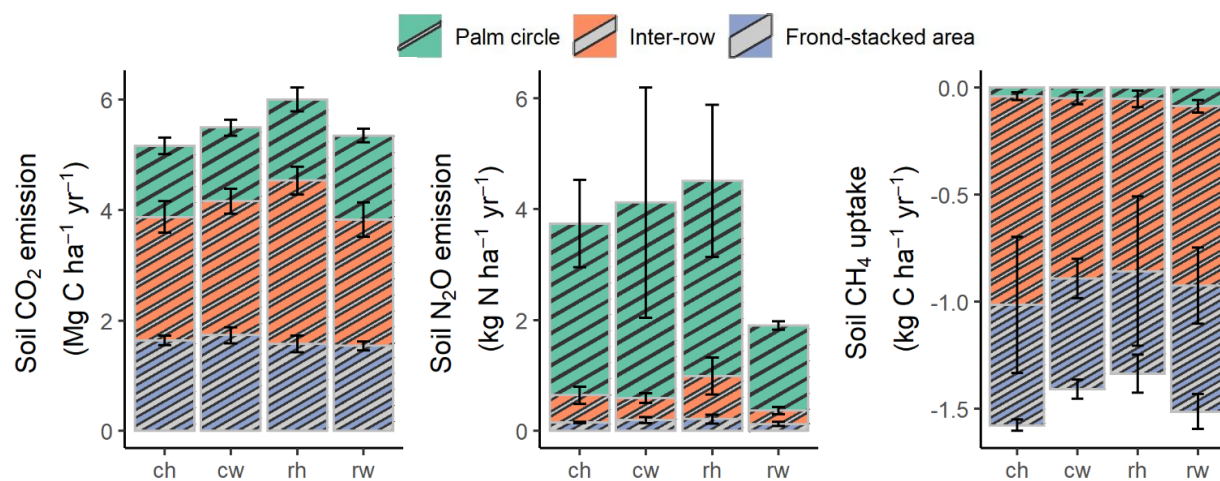 Palm circle Inter-row Frond-stacked area
Soil CO₂ emission
(Mg C ha⁻¹ yr⁻¹)
6
4
2
0
ch cw rh rw
Soil N₂O emission
(kg N ha⁻¹ yr⁻¹)
6
4
2
0
ch cw rh rw
Soil CH₄ uptake
(kg C ha⁻¹ yr⁻¹)
0.0
-0.5
-1.0
-1.5
ch cw rh rw